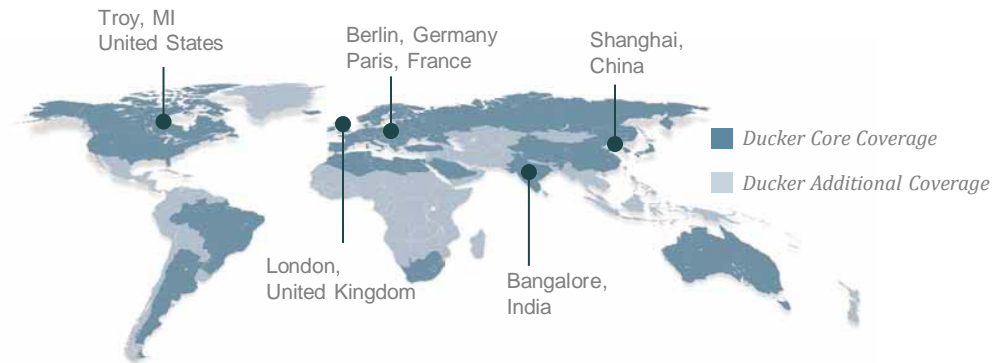 Troy, MI
United States
Berlin, Germany
Paris, France
Shanghai,
China
Ducker Core Coverage
Ducker Additional Coverage
London,
United Kingdom
Bangalore,
India